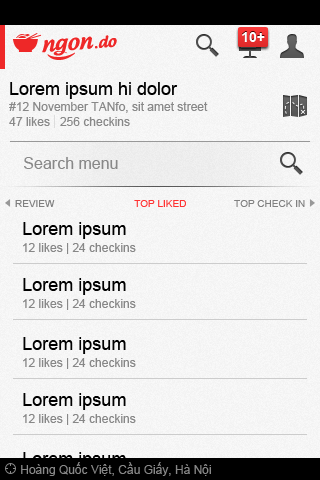 ngon.do
10+
Lorem ipsum hi dolor
#12 November TANfo, sit amet street
47 likes | 256 checkins
Search menu
REVIEW TOP LIKED TOP CHECK IN
Lorem ipsum
12 likes | 24 checkins
Lorem ipsum
12 likes | 24 checkins
Lorem ipsum
12 likes | 24 checkins
Lorem ipsum
12 likes | 24 checkins
Lorem ipsum
Hoàng Quốc Việt, Cầu Giấy, Hà Nội